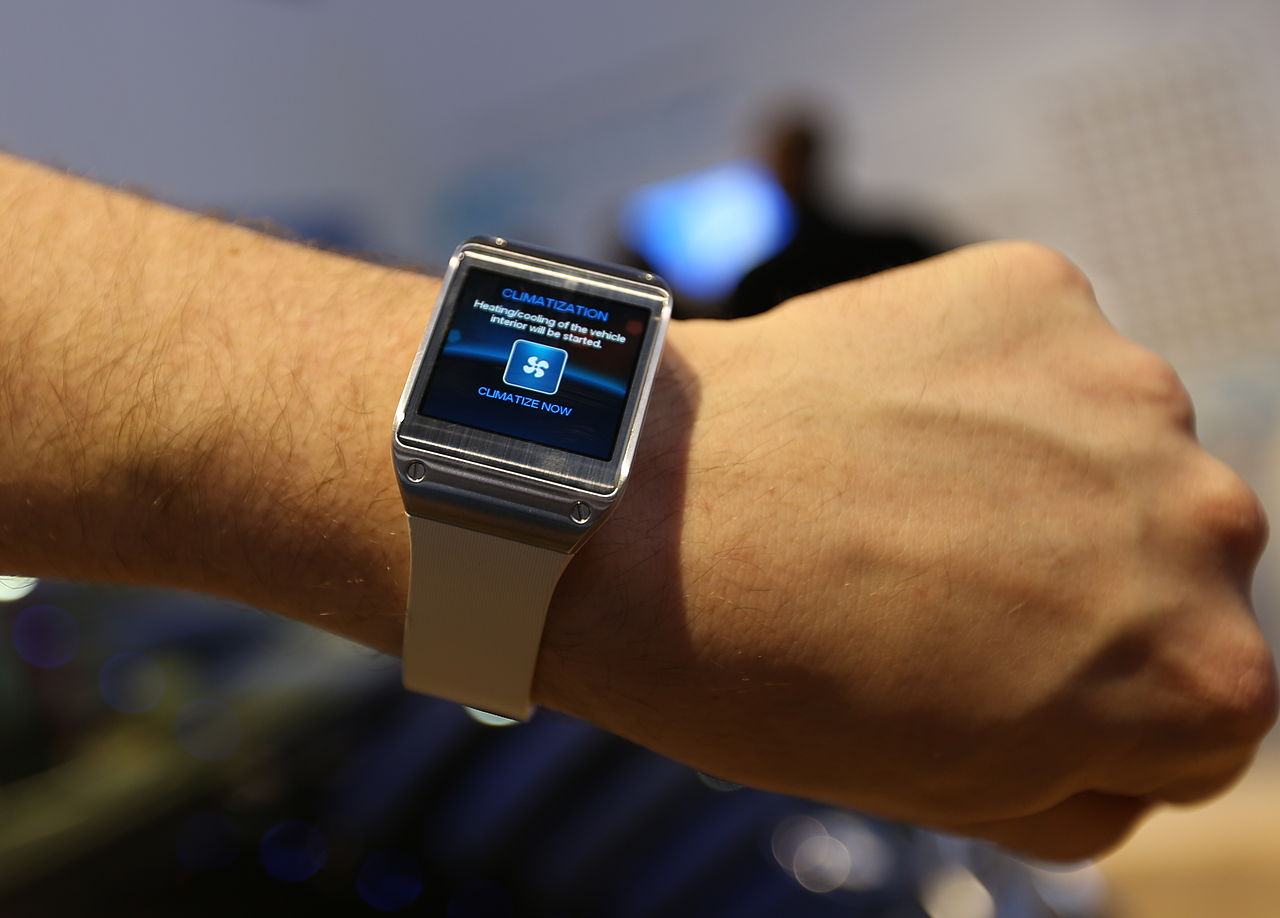 CLIMATIZATION
Heating/cooling of the vehicle
interior will be started.
CLIMATIZE NOW